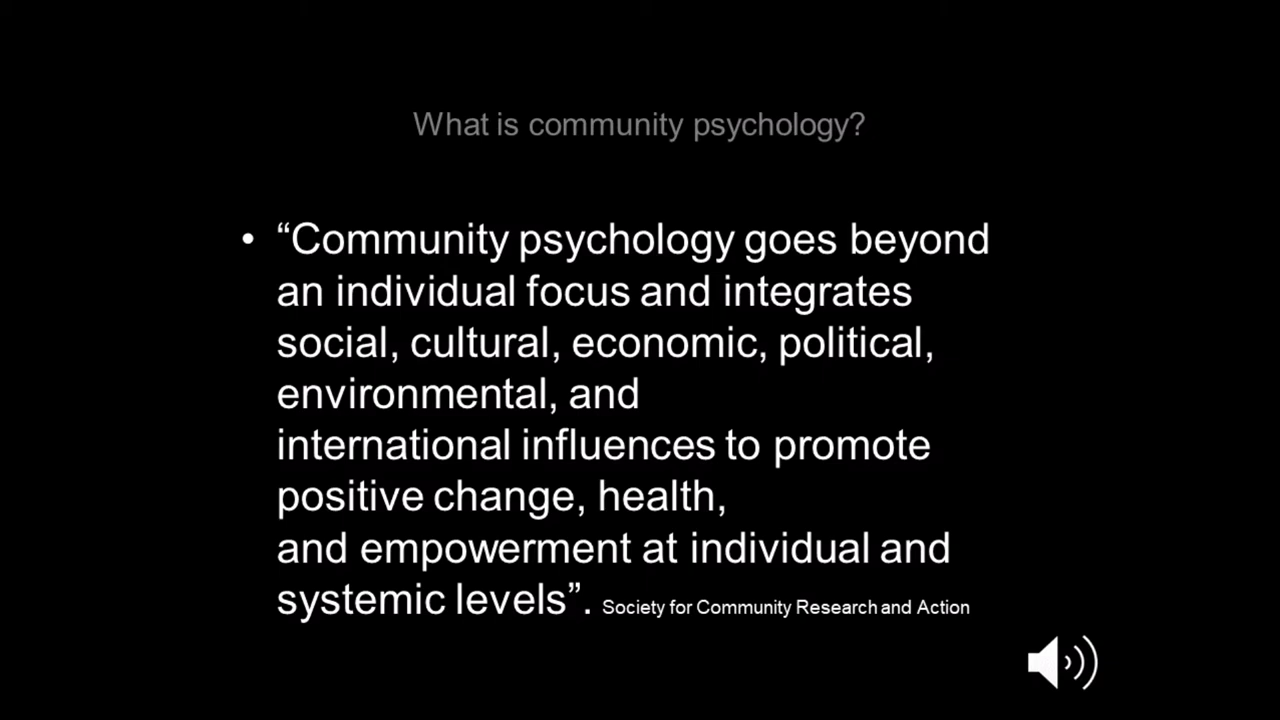 What is community psychology?
• “Community psychology goes beyond
an individual focus and integrates
social, cultural, economic, political,
environmental, and
international influences to promote
positive change, health,
and empowerment at individual and
systemic levels”. Society for Community Research and Action